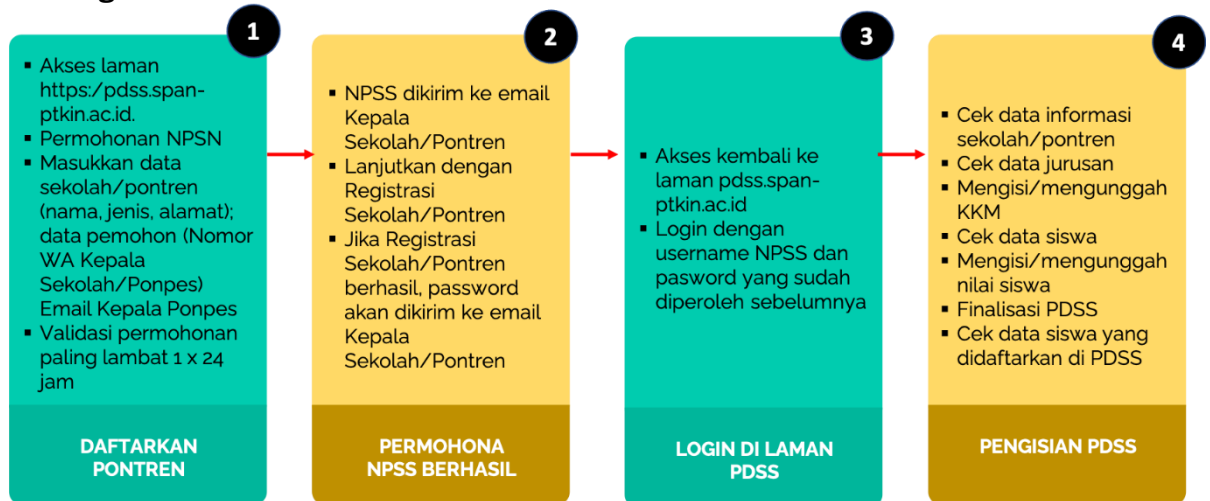 1
▪ Akses laman
https:/pdss.span-
ptkin.ac.id.
▪ Permohonan NPSN
▪ Masukkan data
sekolah/pontren
(nama, jenis, alamat);
data pemohon (Nomor
WA Kepala
Sekolah/Ponpes)
Email Kepala Ponpes
▪ Validasi permohonan
paling lambat 1 x 24
jam
DAFTARKAN
PONTREN
2
▪ NPSS dikirim ke email
Kepala
Sekolah/Pontren
▪ Lanjutkan dengan
Registrasi
Sekolah/Pontren
▪ Jika Registrasi
Sekolah/Pontren
berhasil, password
akan dikirim ke email
Kepala
Sekolah/Pontren
PERMOHONA
NPSS BERHASIL
3
▪ Akses kembali ke
laman pdss.span-
ptkin.ac.id
▪ Login dengan
username NPSS dan
pasword yang sudah
diperoleh sebelumnya
LOGIN DI LAMAN
PDSS
4
▪ Cek data informasi
sekolah/pontren
▪ Cek data jurusan
▪ Mengisi/mengunggah
KKM
▪ Cek data siswa
▪ Mengisi/mengunggah
nilai siswa
▪ Finalisasi PDSS
▪ Cek data siswa yang
didaftarkan di PDSS
PENGISIAN PDSS